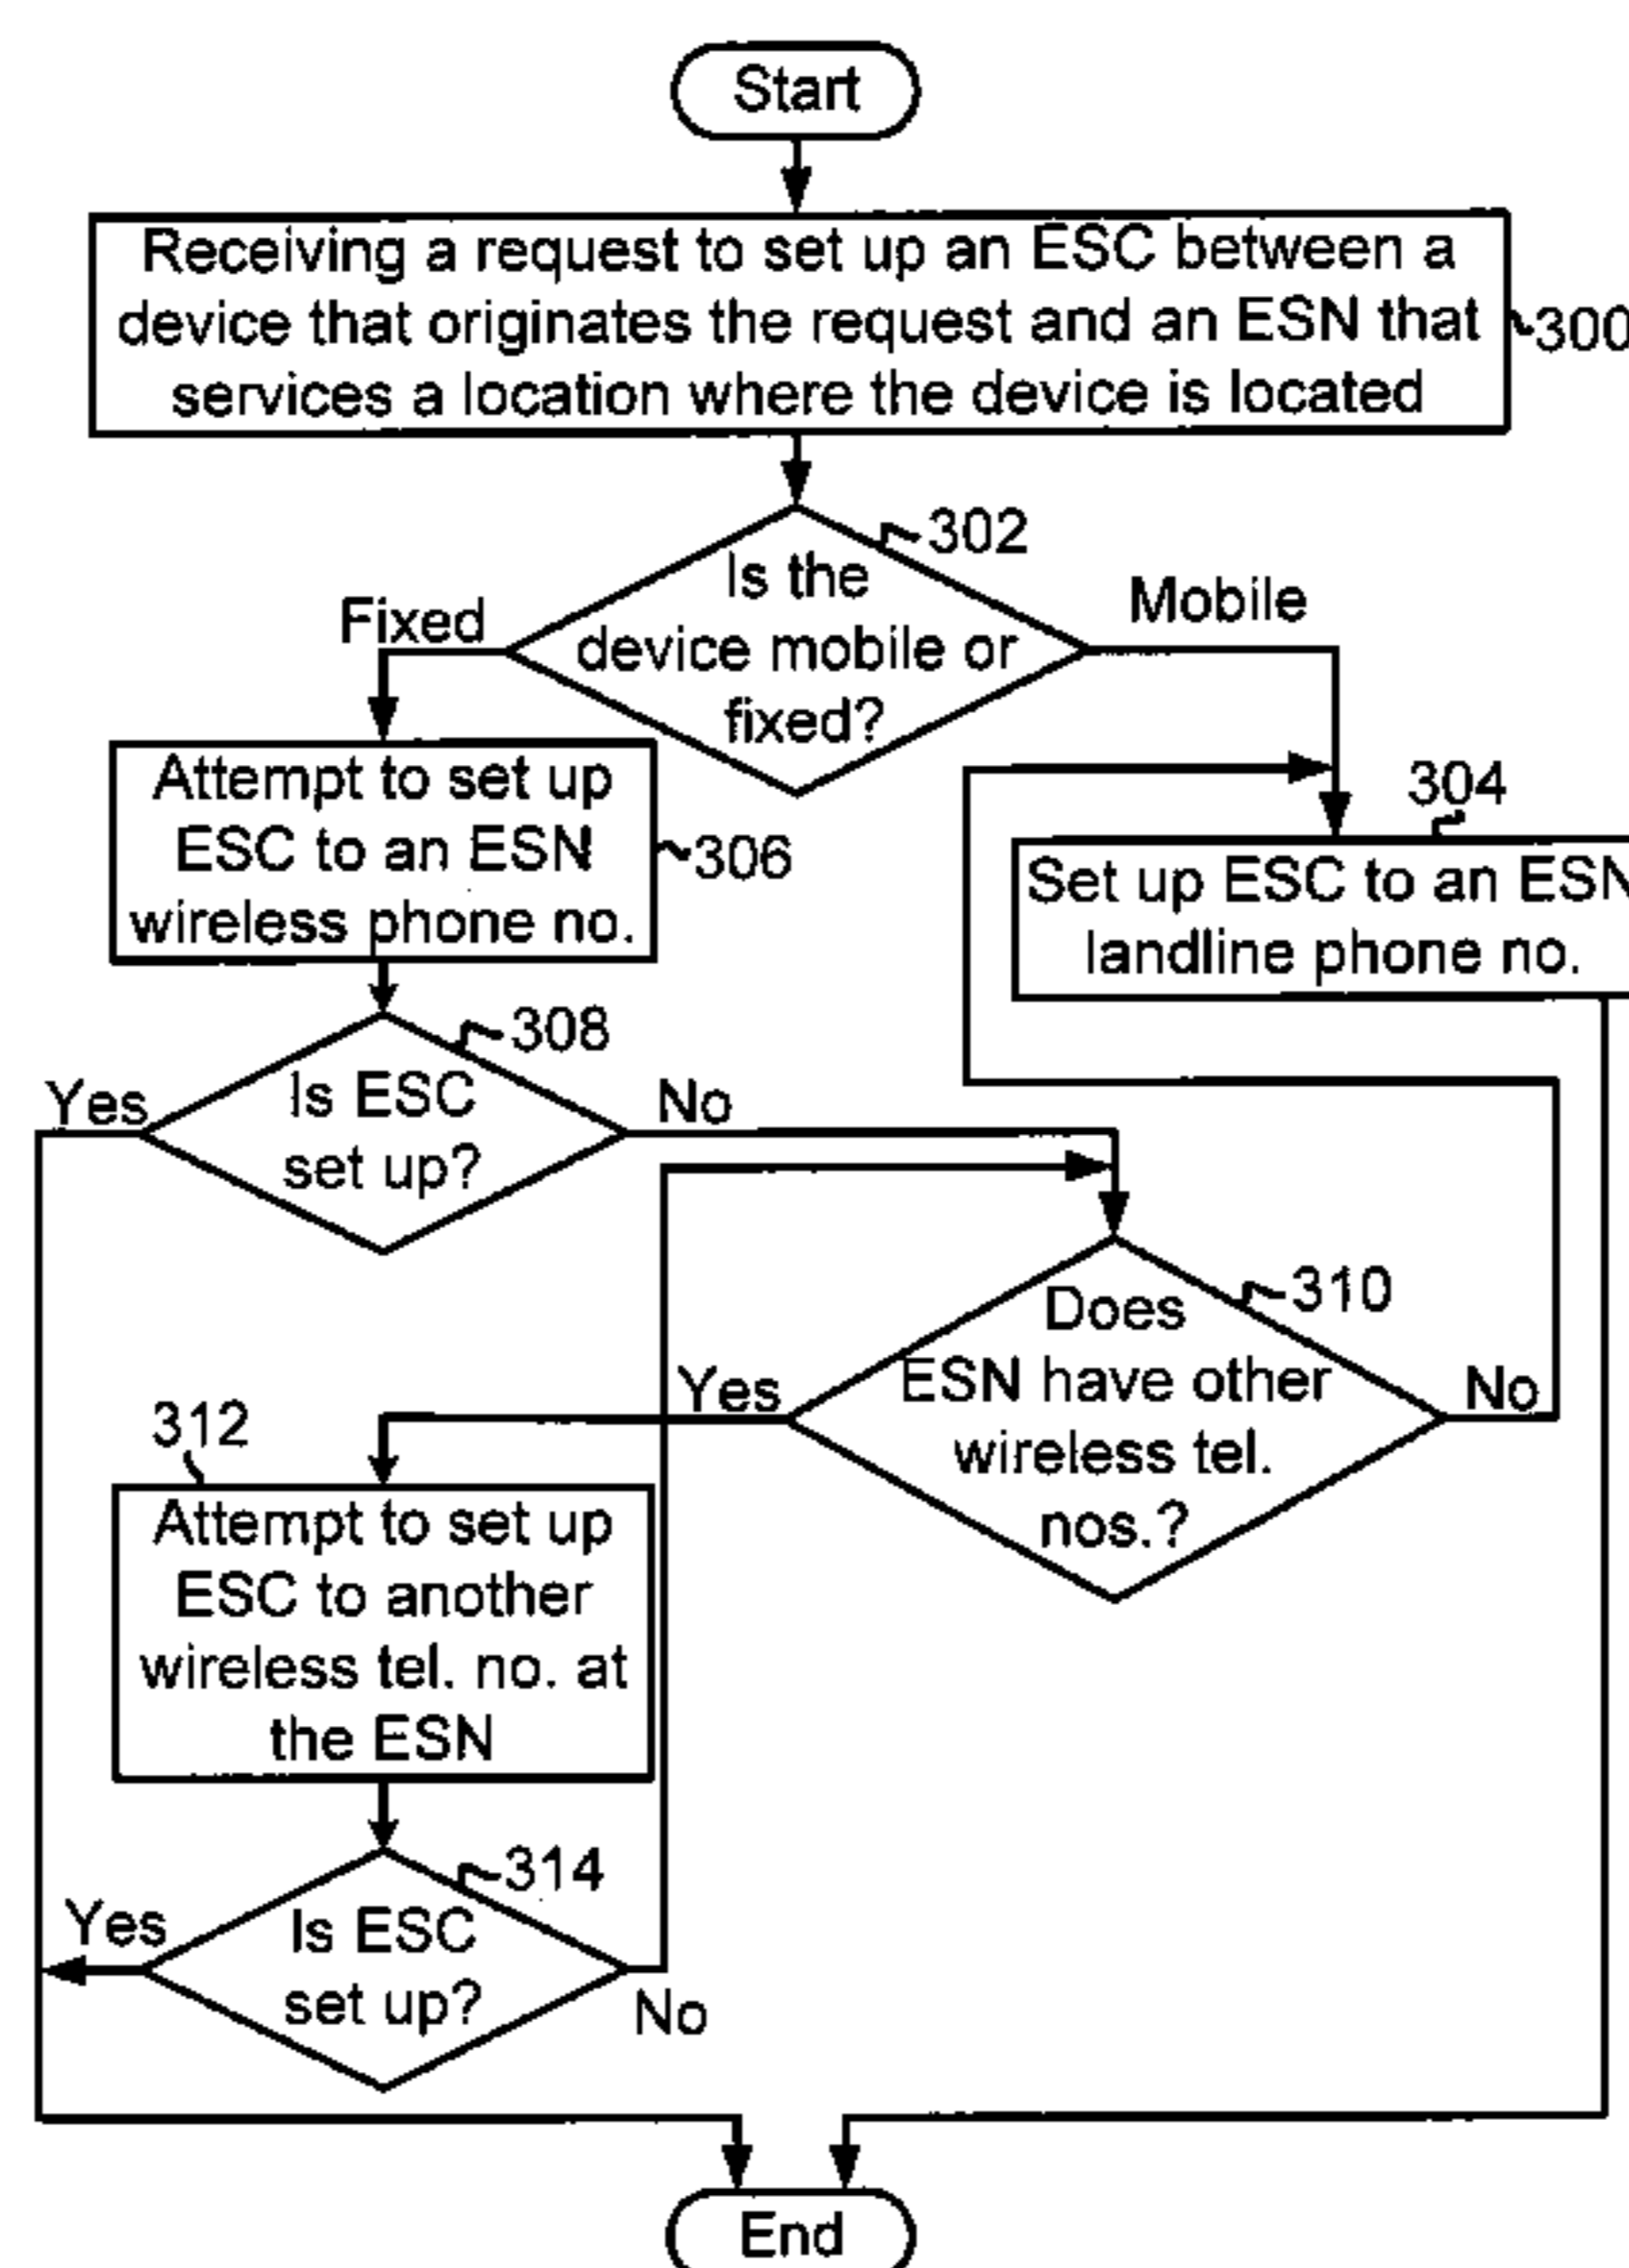 Start
Receiving a request to set up an ESC between a
device that originates the request and an ESN that
services a location where the device is located
300
302
Is the
device mobile or
fixed?
Fixed
Mobile
Attempt to set up
ESC to an ESN
wireless phone no.
306
304
Set up ESC to an ESN
landline phone no.
308
Is ESC
set up?
Yes
No
310
Does
ESN have other
wireless tel.
nos.?
Yes
No
312
Attempt to set up
ESC to another
wireless tel. no. at
the ESN
314
Is ESC
set up?
Yes
No
End